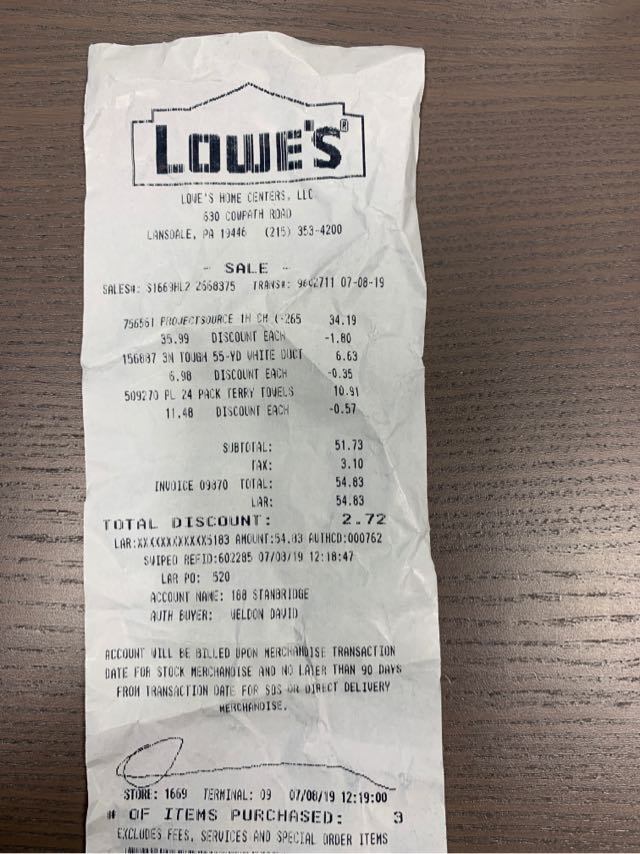 LOWE'S®
LOWE'S HOME CENTERS, LLC
630 COWPATH ROAD
LANSDALE, PA 19446 (215) 353-4200
- SALE -
SALES#: S1669HL2 2668375 TRANS#: 07-08-19
756561 PROJECTSOURCE 1H CH 34.19
35.99 DISCOUNT EACH -1.80
156887 3M TOUGH 55-YD WHITE DUCT 6.63
6.98 DISCOUNT EACH -0.35
509270 PL 24 PACK TERRY TOWELS 10.91
11.48 DISCOUNT EACH -0.57
SUBTOTAL: 51.73
TAX: 3.10
INVOICE 09370 TOTAL: 54.83
LAR: 54.83
TOTAL DISCOUNT: 2.72
LAR:XXXXXXXXXXXX5183 AMOUNT:54.83 AUTHCD:000762
SWIPED REFID:602285 07/08/19 12:18:47
LAR PO: 520
ACCOUNT NAME: 188 STANBRIDGE
AUTH BUYER: WELDON DAVID
ACCOUNT WILL BE BILLED UPON MERCHANDISE TRANSACTION
DATE FOR STOCK MERCHANDISE AND NO LATER THAN 90 DAYS
FROM TRANSACTION DATE FOR SOS OR DIRECT DELIVERY
MERCHANDISE.
STORE: 1669 TERMINAL: 09 07/08/19 12:19:00
# OF ITEMS PURCHASED: 3
EXCLUDES FEES, SERVICES AND SPECIAL ORDER ITEMS